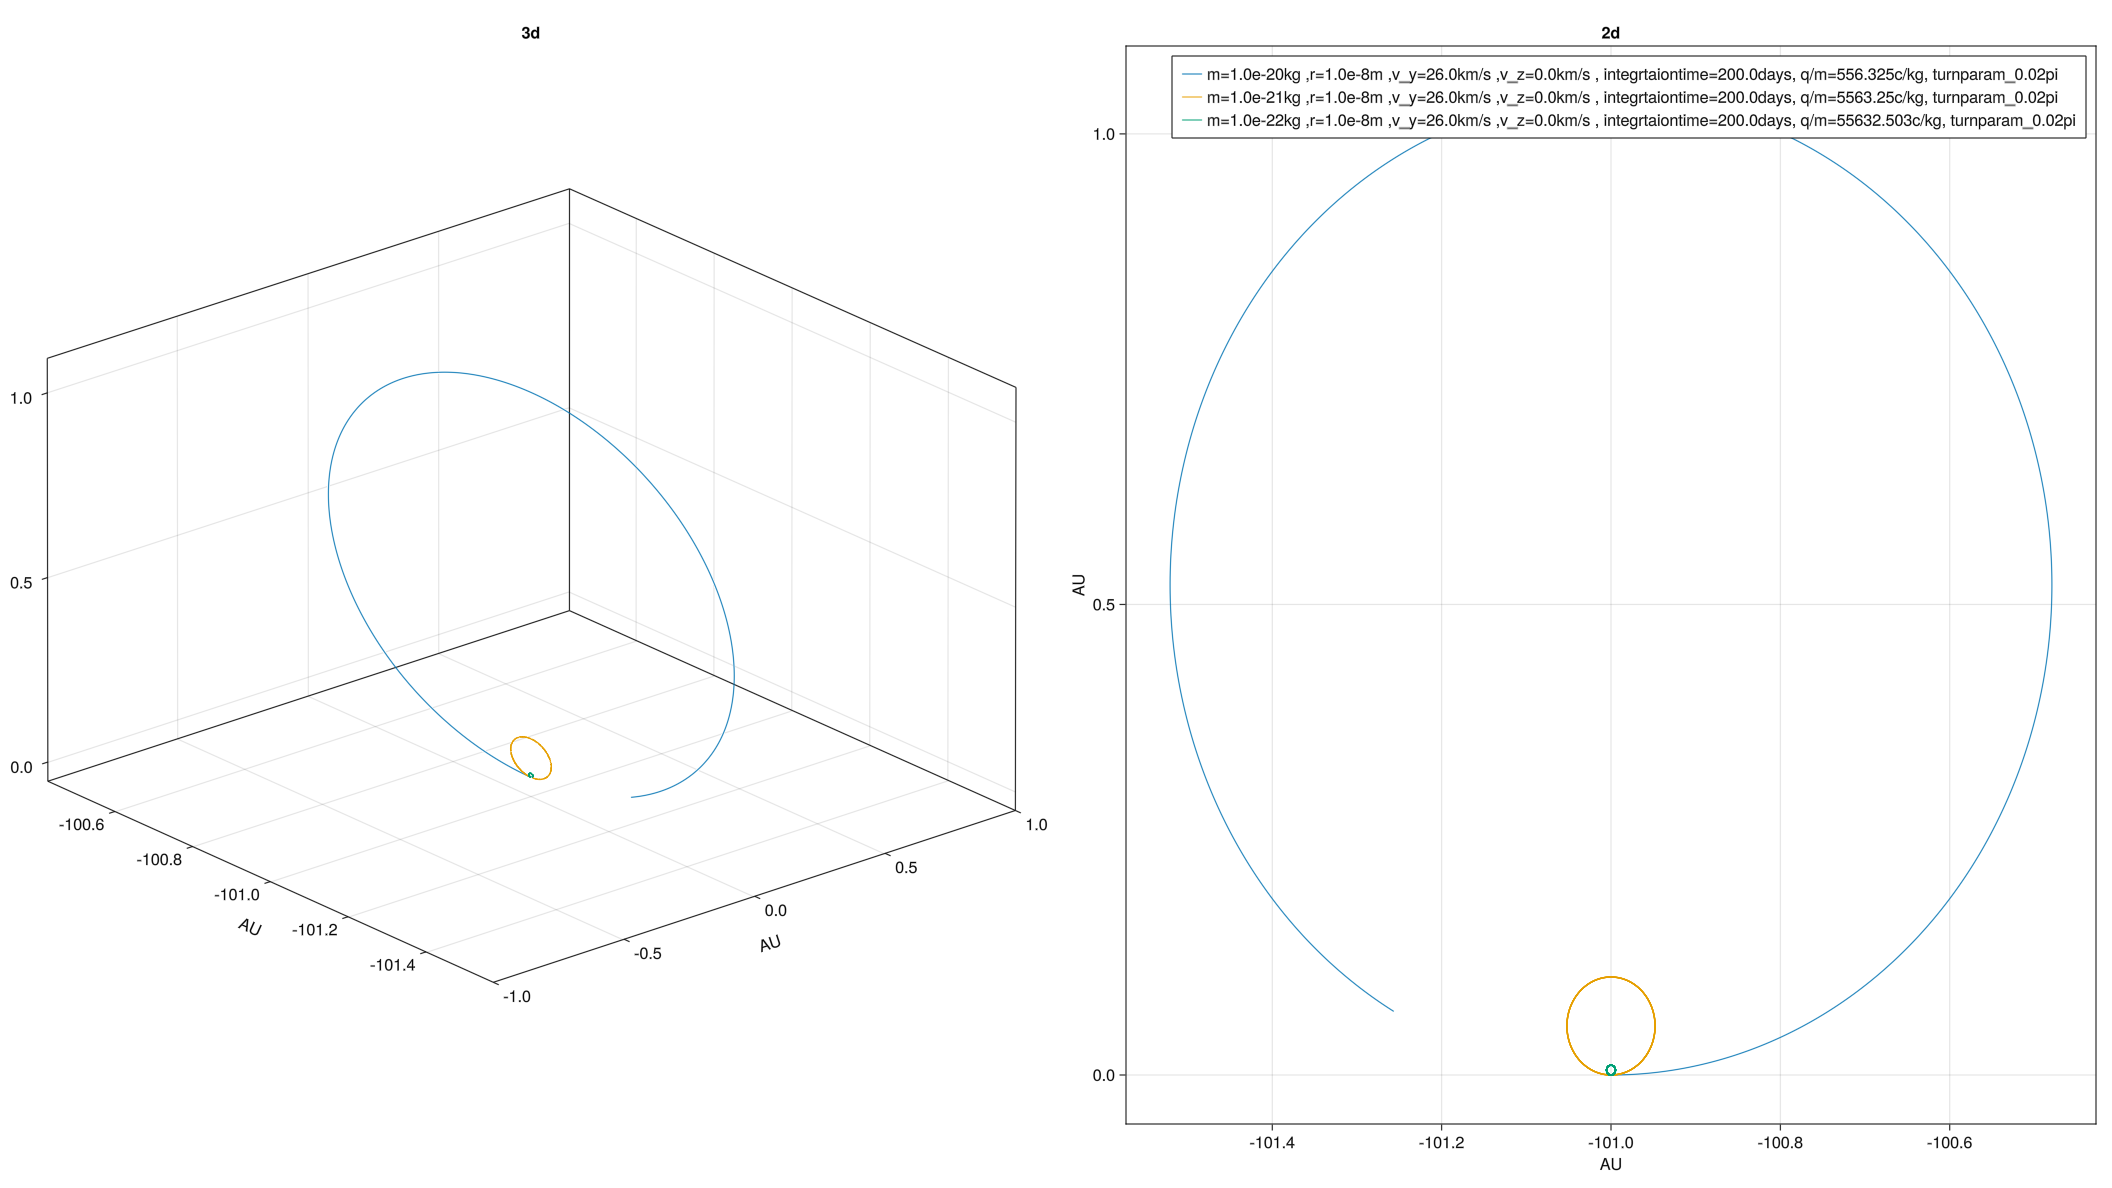 3d
1.0
0.5
0.0
-100.6
-100.8
-101.0
-101.2
-101.4
AU
-1.0
-0.5
0.0
0.5
1.0
AU
2d
m=1.0e-20kg ,r=1.0e-8m ,v_y=26.0km/s ,v_z=0.0km/s , integrtaiontime=200.0days, q/m=556.325c/kg, turnparam_0.02pi
m=1.0e-21kg ,r=1.0e-8m ,v_y=26.0km/s ,v_z=0.0km/s , integrtaiontime=200.0days, q/m=5563.25c/kg, turnparam_0.02pi
m=1.0e-22kg ,r=1.0e-8m ,v_y=26.0km/s ,v_z=0.0km/s , integrtaiontime=200.0days, q/m=55632.503c/kg, turnparam_0.02pi
1.0
0.5
0.0
AU
-101.4
-101.2
-101.0
-100.8
-100.6
AU